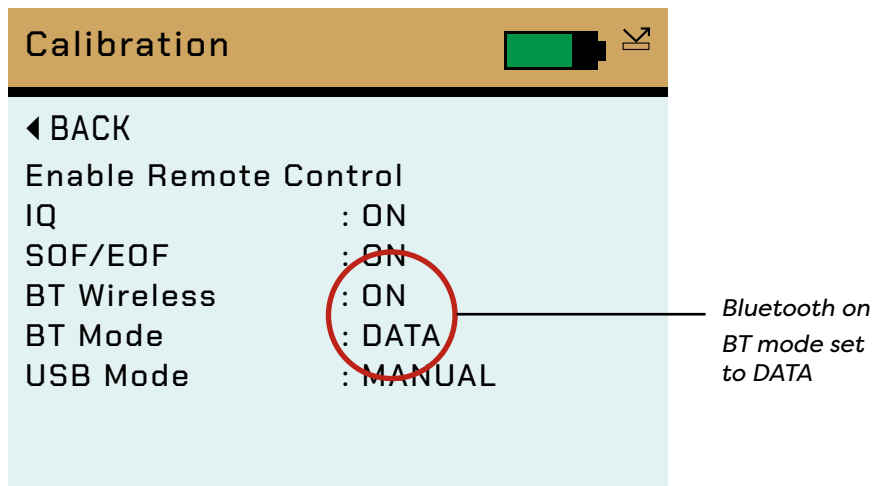 Calibration
BACK
Enable Remote Control
IQ : ON
SOF/EOF : ON
BT Wireless : ON
BT Mode : DATA
USB Mode : MANUAL
Bluetooth on
BT mode set
to DATA